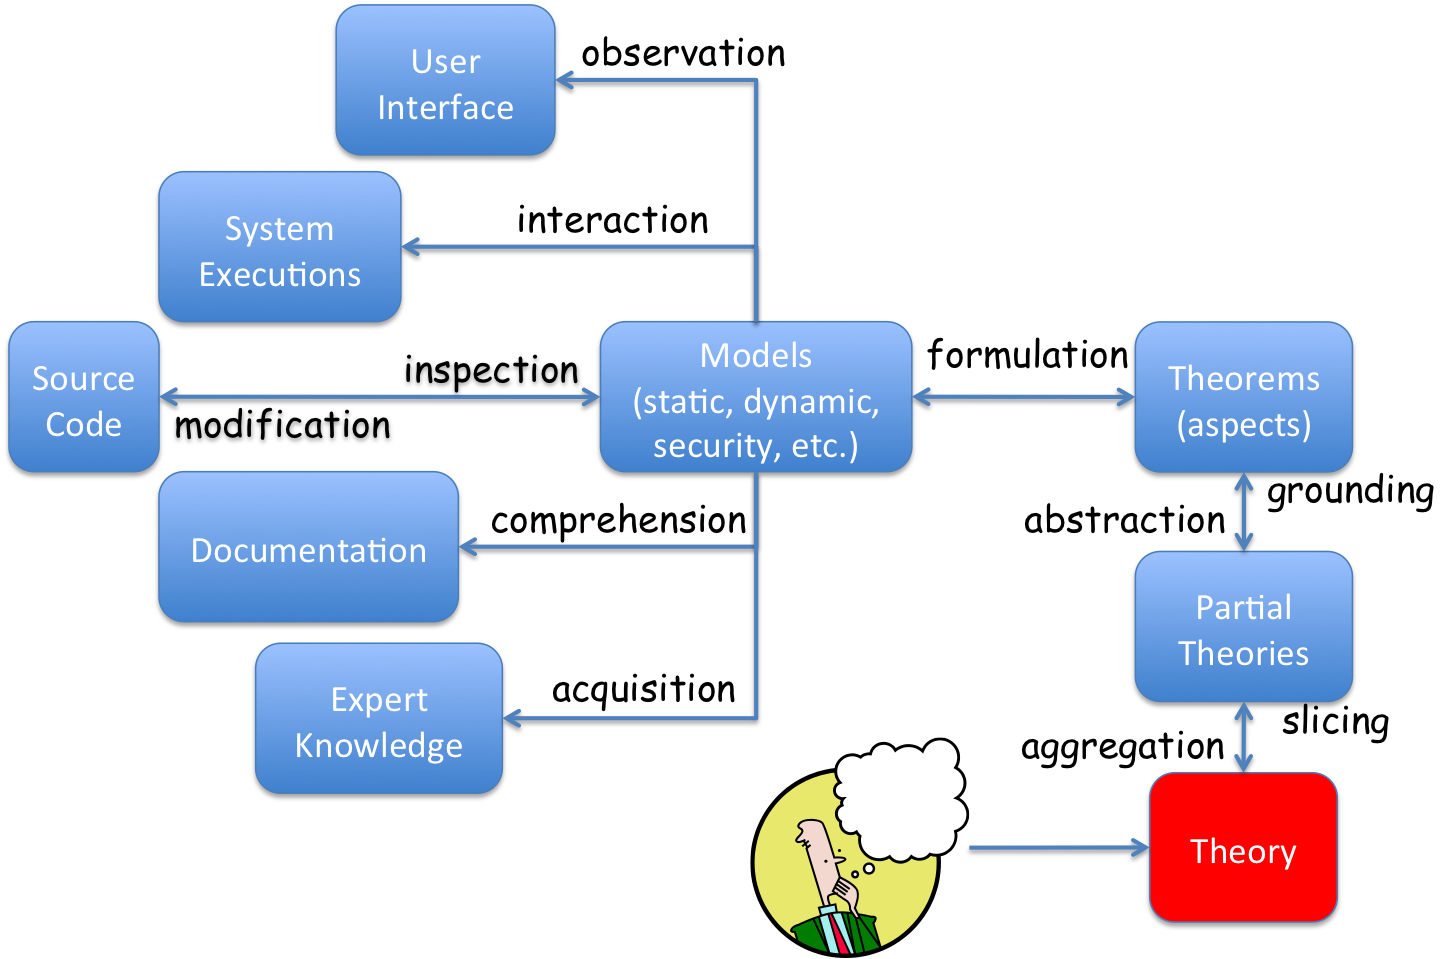 User
Interface
observation
System
Executions
interaction
Source
Code
inspection
modification
Models
(static, dynamic,
security, etc.)
formulation
Theorems
(aspects)
grounding
abstraction
Documentation
comprehension
Partial
Theories
Expert
Knowledge
acquisition
slicing
aggregation
Theory